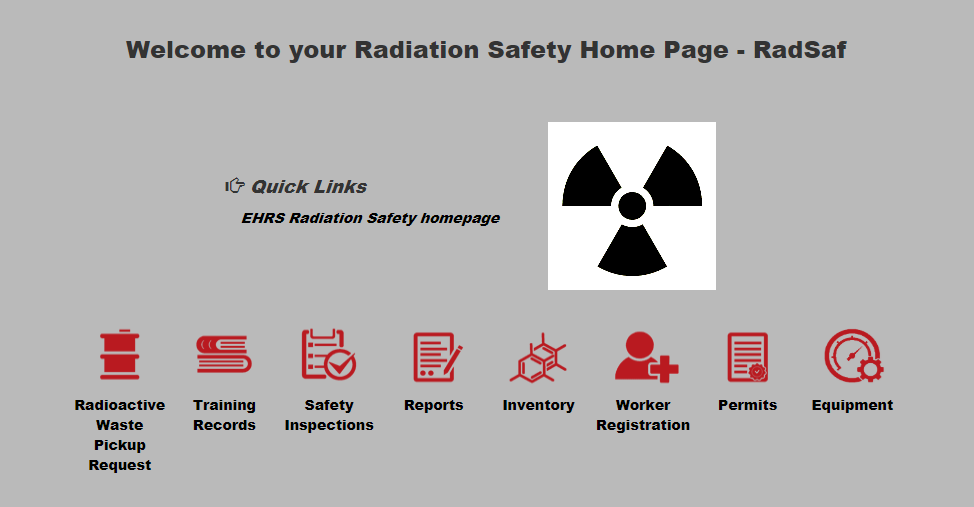 Welcome to your Radiation Safety Home Page - RadSaf
Quick Links
EHRS Radiation Safety homepage
Radioactive
Waste
Pickup
Request
Training
Records
Safety
Inspections
Reports
Inventory
Worker
Registration
Permits
Equipment